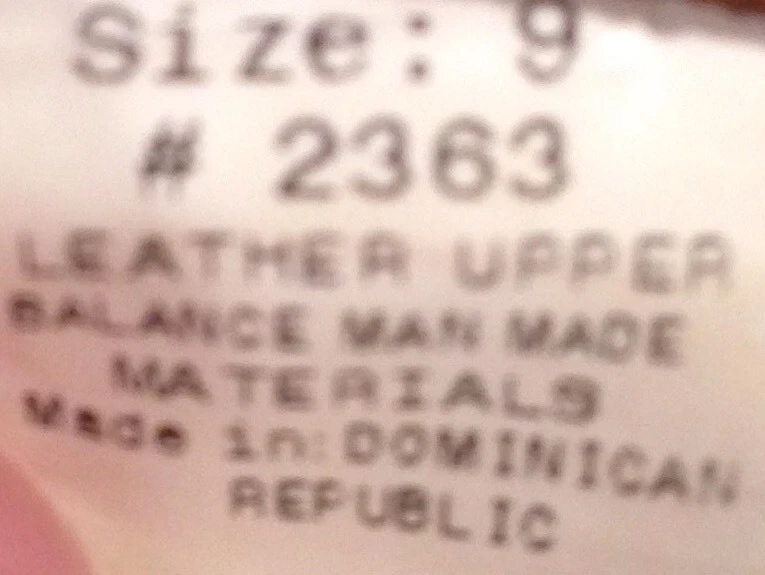 Size: 9
# 2363
LEATHER UPPER
BALANCE MAN MADE
MATERIALS
Made in: DOMINICAN
REPUBLIC